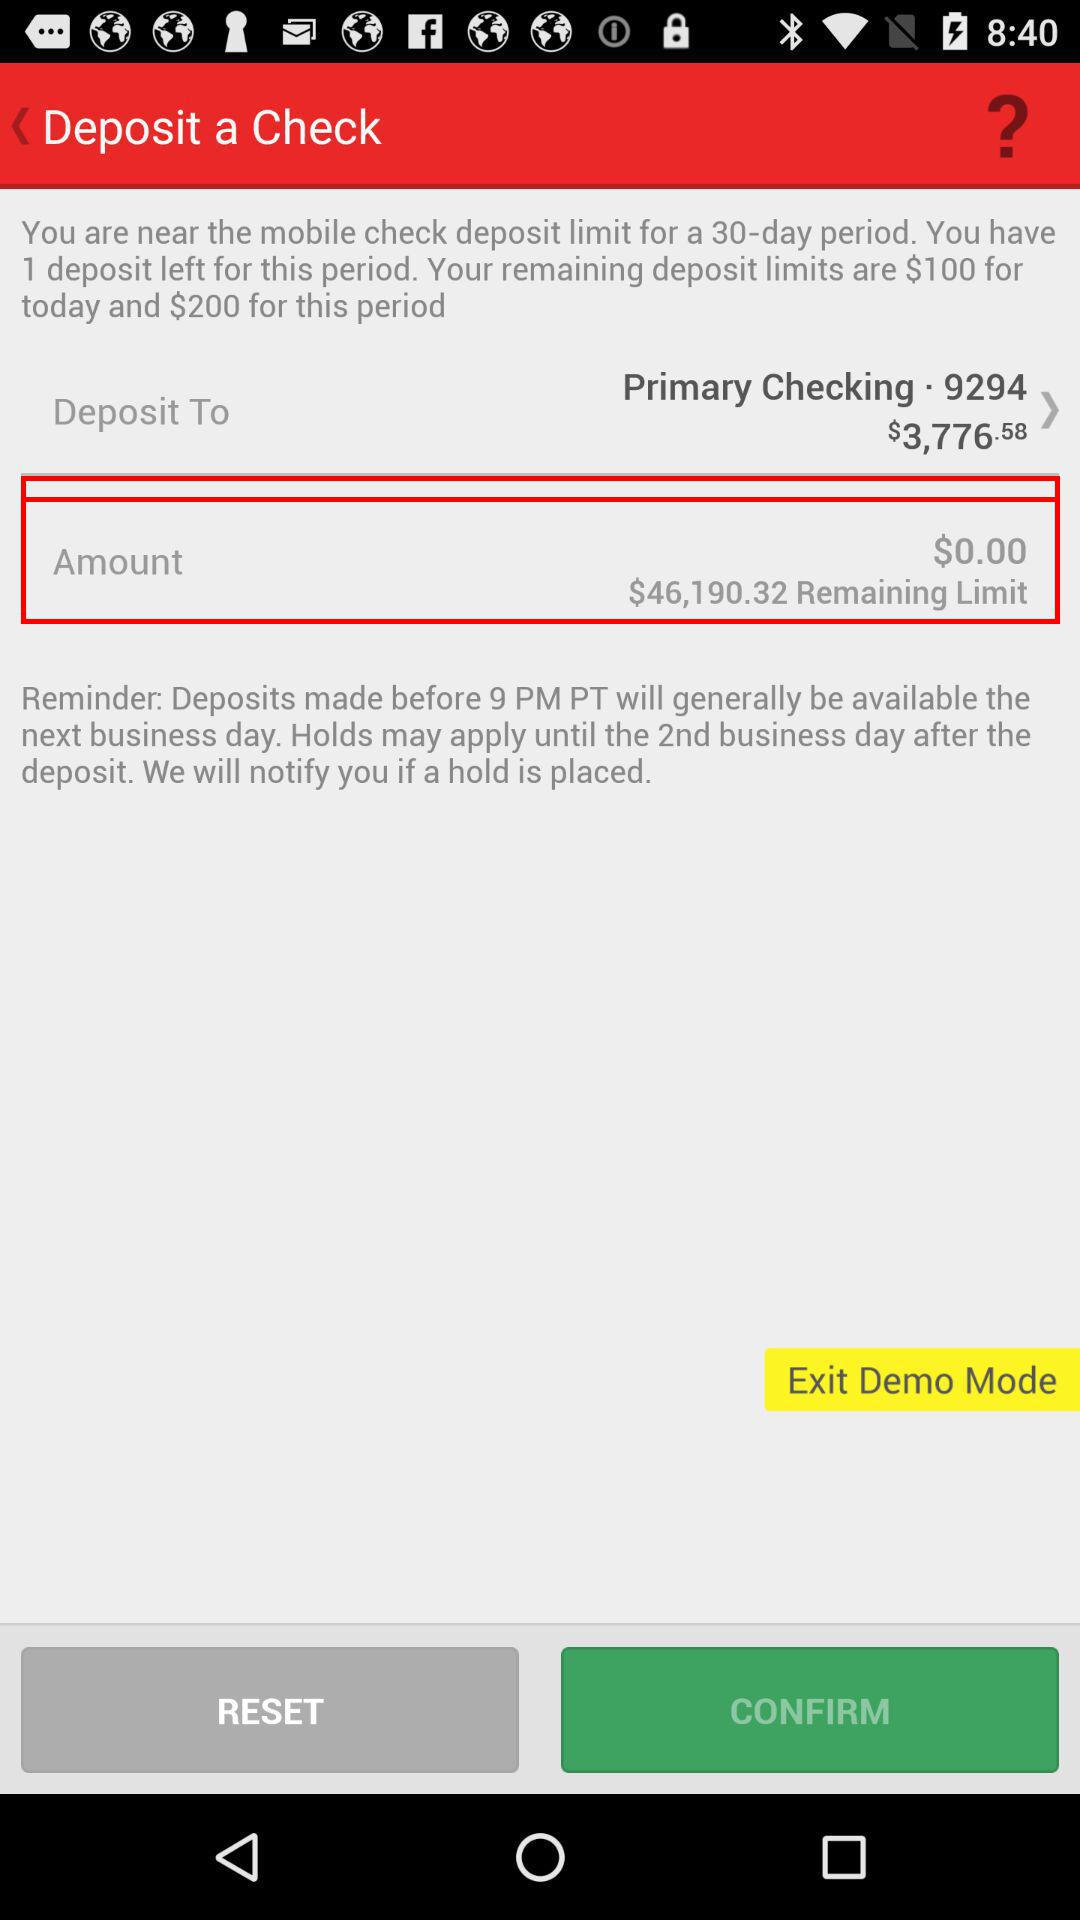 8:40
Deposit a Check
?
You are near the mobile check deposit limit for a 30-day period. You have
1 deposit left for this period. Your remaining deposit limits are $100 for
today and $200 for this period
Deposit To
Primary Checking · 9294
$3,776.58
Amount
$0.00
$46,190.32 Remaining Limit
Reminder: Deposits made before 9 PM PT will generally be available the
next business day. Holds may apply until the 2nd business day after the
deposit. We will notify you if a hold is placed.
Exit Demo Mode
RESET
CONFIRM